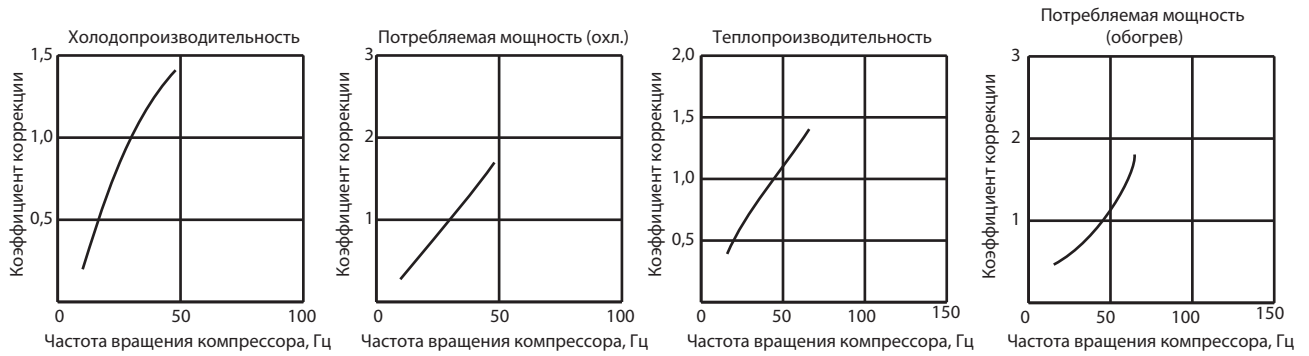 Холодопроизводительность
Коэффициент коррекции
1,5
1,0
0,5
0
50
100
Частота вращения компрессора, Гц
Потребляемая мощность (охл.)
Коэффициент коррекции
3
2
1
0
50
100
Частота вращения компрессора, Гц
Теплопроизводительность
Коэффициент коррекции
2,0
1,5
1,0
0,5
0
50
100
150
Частота вращения компрессора, Гц
Потребляемая мощность
(обогрев)
Коэффициент коррекции
3
2
1
0
50
100
150
Частота вращения компрессора, Гц